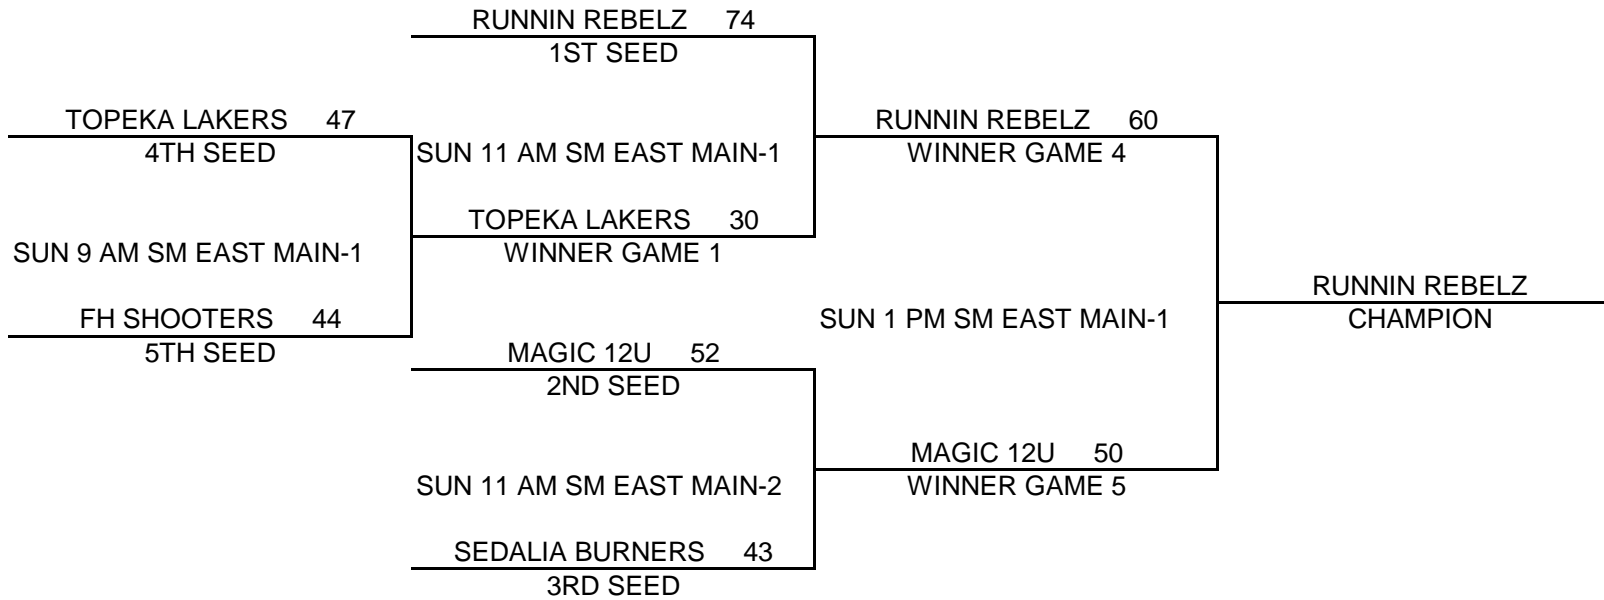 RUNNIN REBELZ 74
1ST SEED
TOPEKA LAKERS 47
RUNNIN REBELZ 60
4TH SEED
SUN 11 AM SM EAST MAIN-1
WINNER GAME 4
TOPEKA LAKERS 30
SUN 9 AM SM EAST MAIN-1
WINNER GAME 1
RUNNIN REBELZ
FH SHOOTERS 44
SUN 1 PM SM EAST MAIN-1
CHAMPION
5TH SEED
MAGIC 12U 52
2ND SEED
MAGIC 12U 50
SUN 11 AM SM EAST MAIN-2
WINNER GAME 5
SEDALIA BURNERS 43
3RD SEED